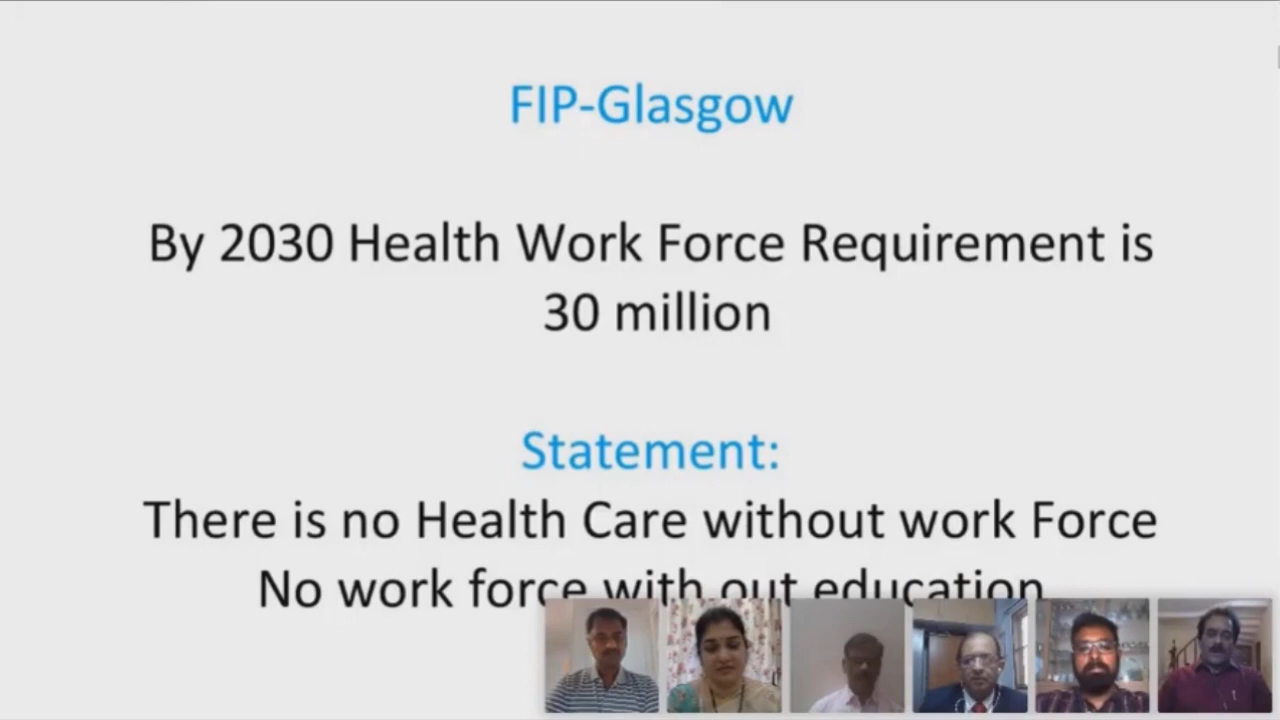 FIP-Glasgow
By 2030 Health Work Force Requirement is
30 million
Statement:
There is no Health Care without work Force
No work force with out education